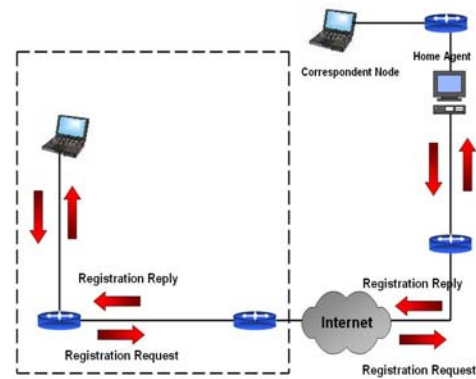 Home Agent
Correspondent Node
Registration Reply
Registration Reply
Internet
Registration Request
Registration Request